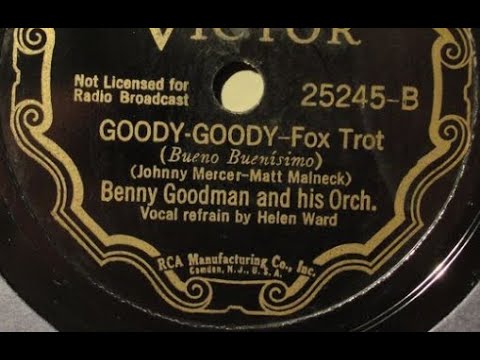 VICTOR
Not Licensed for
Radio Broadcast
25245-B
GOODY-GOODY-Fox Trot
(Bueno Buenísimo)
(Johnny Mercer-Matt Malneck)
Benny Goodman and his Orch.
Vocal refrain by Helen Ward
RCA Manufacturing Co., Inc.
Camden, N.J., U.S.A.